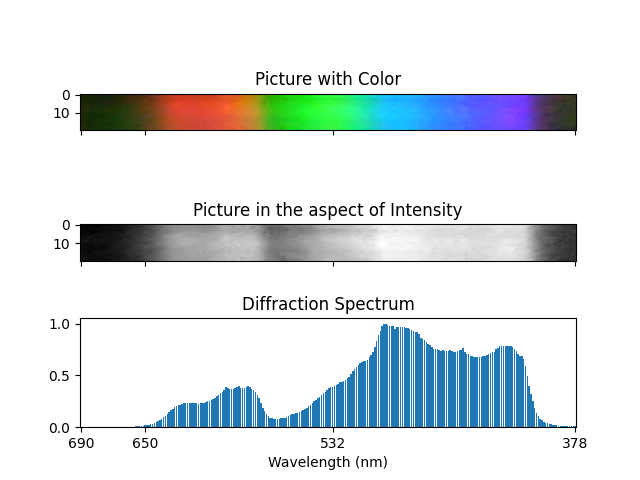 Picture with Color
0
10
Picture in the aspect of Intensity
0
10
Diffraction Spectrum
1.0
0.5
0.0
690 650 532 378
Wavelength (nm)